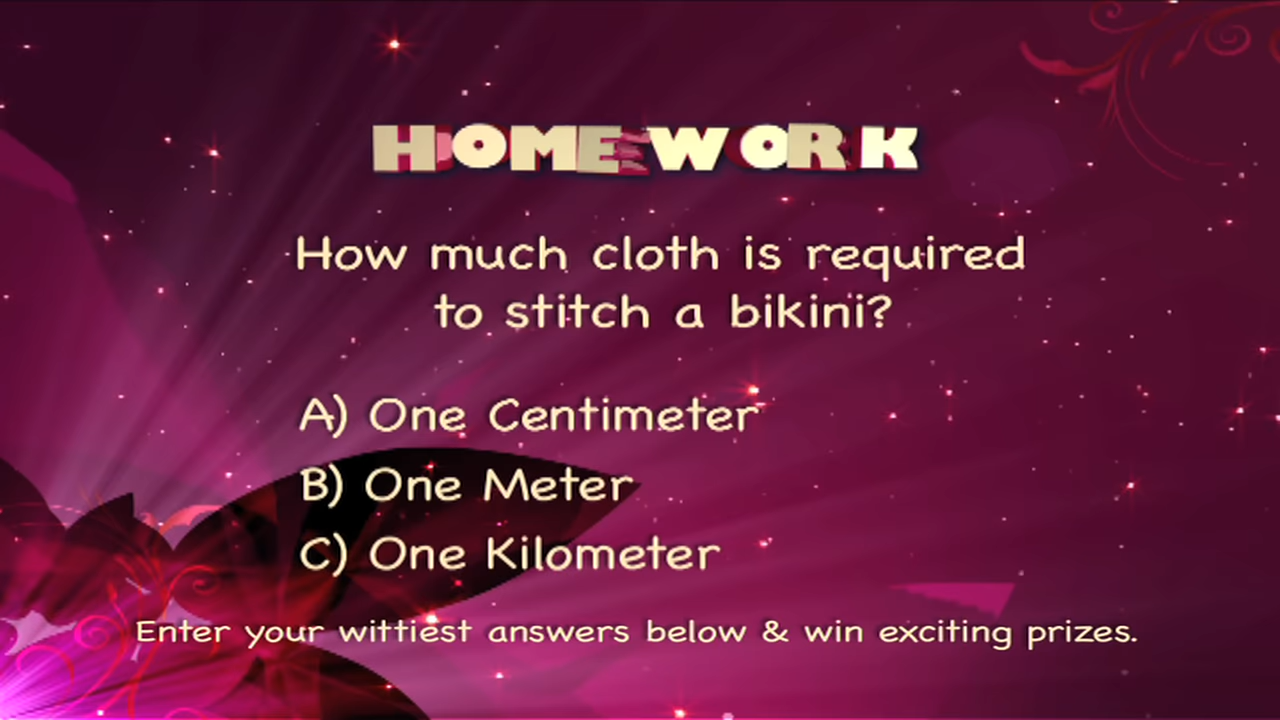 HOMEWORK
How much cloth is required
to stitch a bikini?
A) One Centimeter
B) One Meter
C) One Kilometer
Enter your wittiest answers below & win exciting prizes.